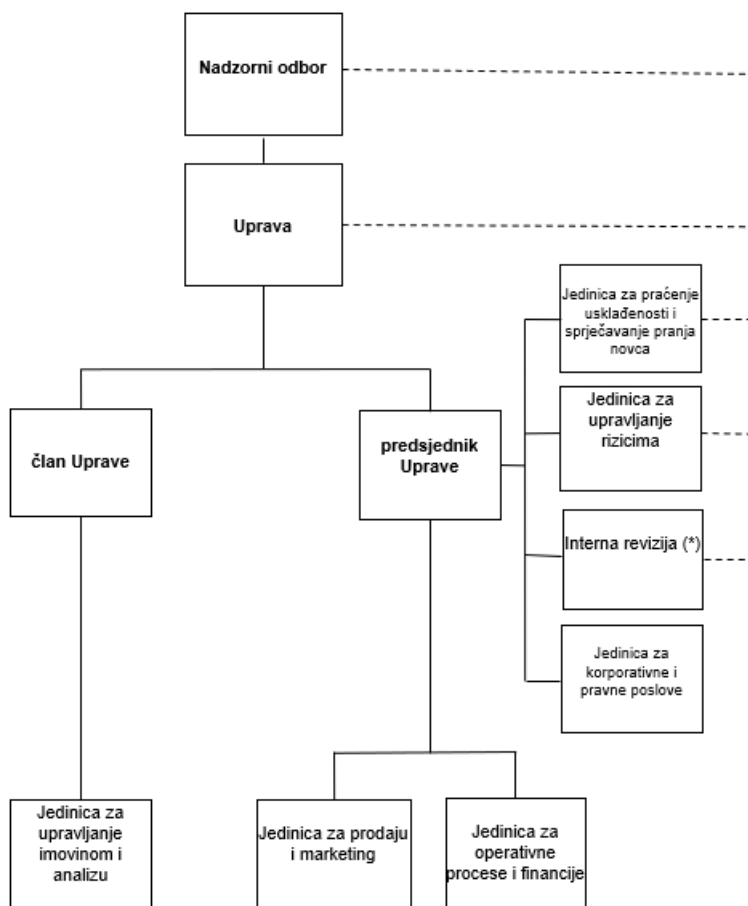 Nadzorni odbor
Uprava
Jedinica za praćenje
usklađenosti i
sprječavanje pranja
novca
Jedinica za
upravljanje
rizicima
član Uprave
predsjednik
Uprave
Interna revizija (*)
Jedinica za
korporativne i
pravne poslove
Jedinica za
upravljanje
imovinom i
analizu
Jedinica za prodaju
i marketing
Jedinica za
operativne
procese i financije